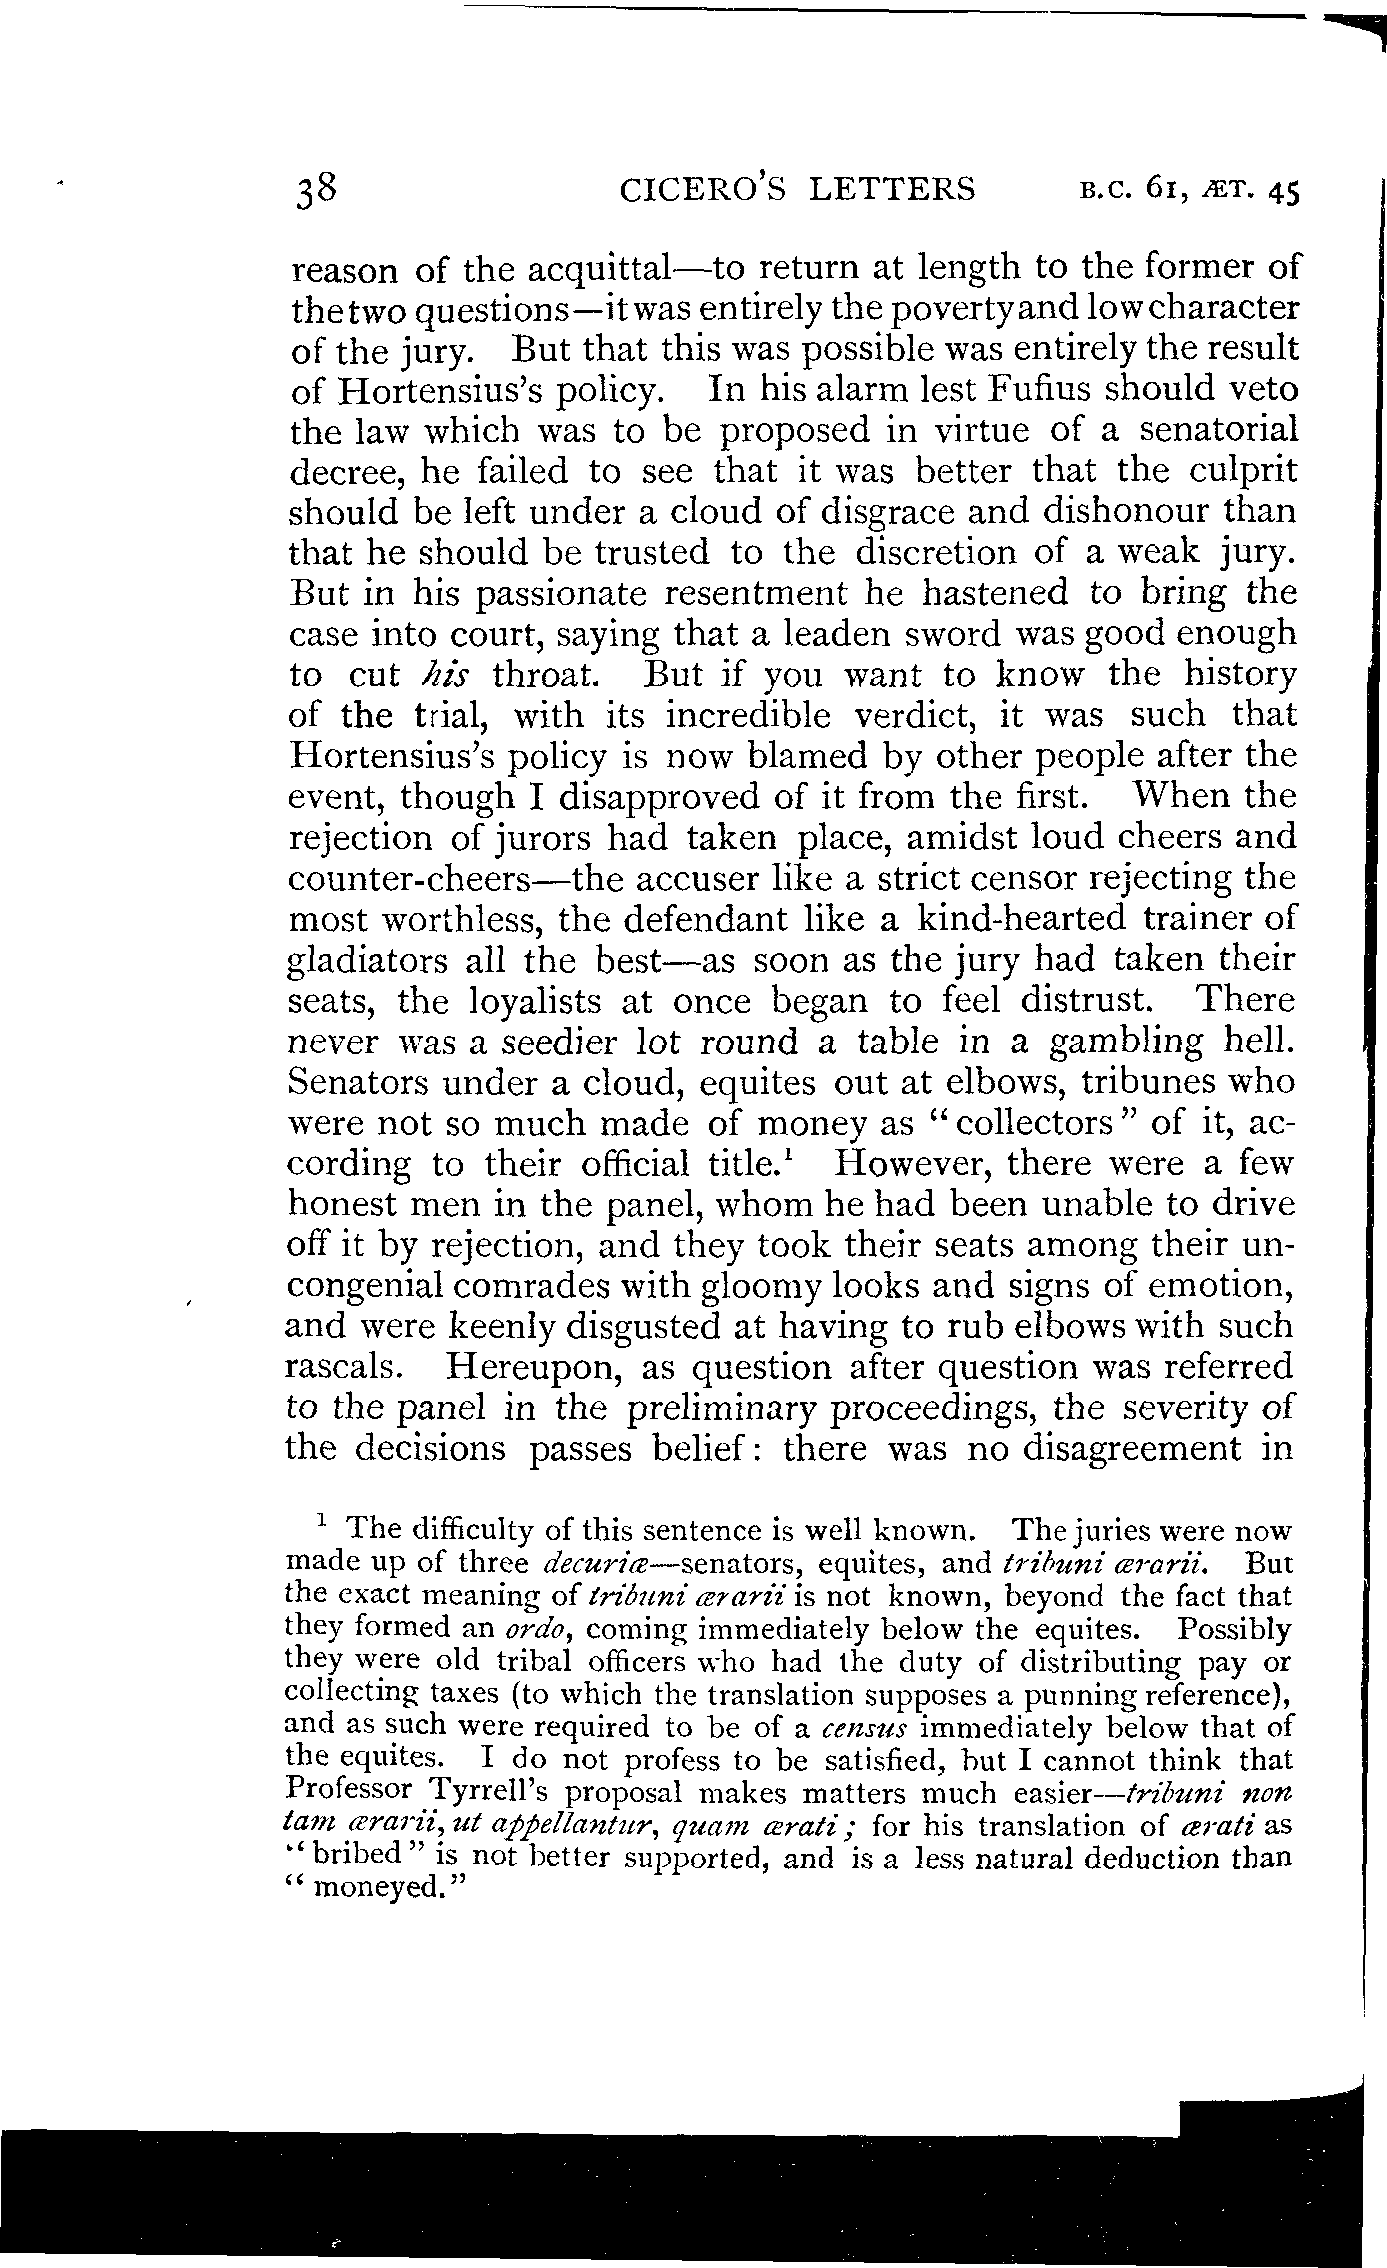 38 CICERO'S LETTERS B.C. 61, ÆT. 45
reason of the acquittal—to return at length to the former of
the two questions—it was entirely the poverty and low character
of the jury. But that this was possible was entirely the result
of Hortensius's policy. In his alarm lest Fufius should veto
the law which was to be proposed in virtue of a senatorial
decree, he failed to see that it was better that the culprit
should be left under a cloud of disgrace and dishonour than
that he should be trusted to the discretion of a weak jury.
But in his passionate resentment he hastened to bring the
case into court, saying that a leaden sword was good enough
to cut his throat. But if you want to know the history
of the trial, with its incredible verdict, it was such that
Hortensius's policy is now blamed by other people after the
event, though I disapproved of it from the first. When the
rejection of jurors had taken place, amidst loud cheers and
counter-cheers—the accuser like a strict censor rejecting the
most worthless, the defendant like a kind-hearted trainer of
gladiators all the best—as soon as the jury had taken their
seats, the loyalists at once began to feel distrust. There
never was a seedier lot round a table in a gambling hell.
Senators under a cloud, equites out at elbows, tribunes who
were not so much made of money as “collectors” of it, ac-
cording to their official title.¹ However, there were a few
honest men in the panel, whom he had been unable to drive
off it by rejection, and they took their seats among their un-
congenial comrades with gloomy looks and signs of emotion,
and were keenly disgusted at having to rub elbows with such
rascals. Hereupon, as question after question was referred
to the panel in the preliminary proceedings, the severity of
the decisions passes belief: there was no disagreement in
¹ The difficulty of this sentence is well known. The juries were now
made up of three decuriæ—senators, equites, and tribuni ærarii. But
the exact meaning of tribuni ærarii is not known, beyond the fact that
they formed an ordo, coming immediately below the equites. Possibly
they were old tribal officers who had the duty of distributing pay or
collecting taxes (to which the translation supposes a punning reference),
and as such were required to be of a census immediately below that of
the equites. I do not profess to be satisfied, but I cannot think that
Professor Tyrrell's proposal makes matters much easier—tribuni non
tam ærarii, ut appellantur, quam ærati; for his translation of ærati as
“bribed” is not better supported, and is a less natural deduction than
“moneyed.”